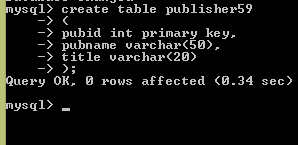 mysql> create table publisher59
-> (
-> pubid int primary key,
-> pubname varchar(50),
-> title varchar(20)
-> );
Query OK, 0 rows affected (0.34 sec)
mysql> _